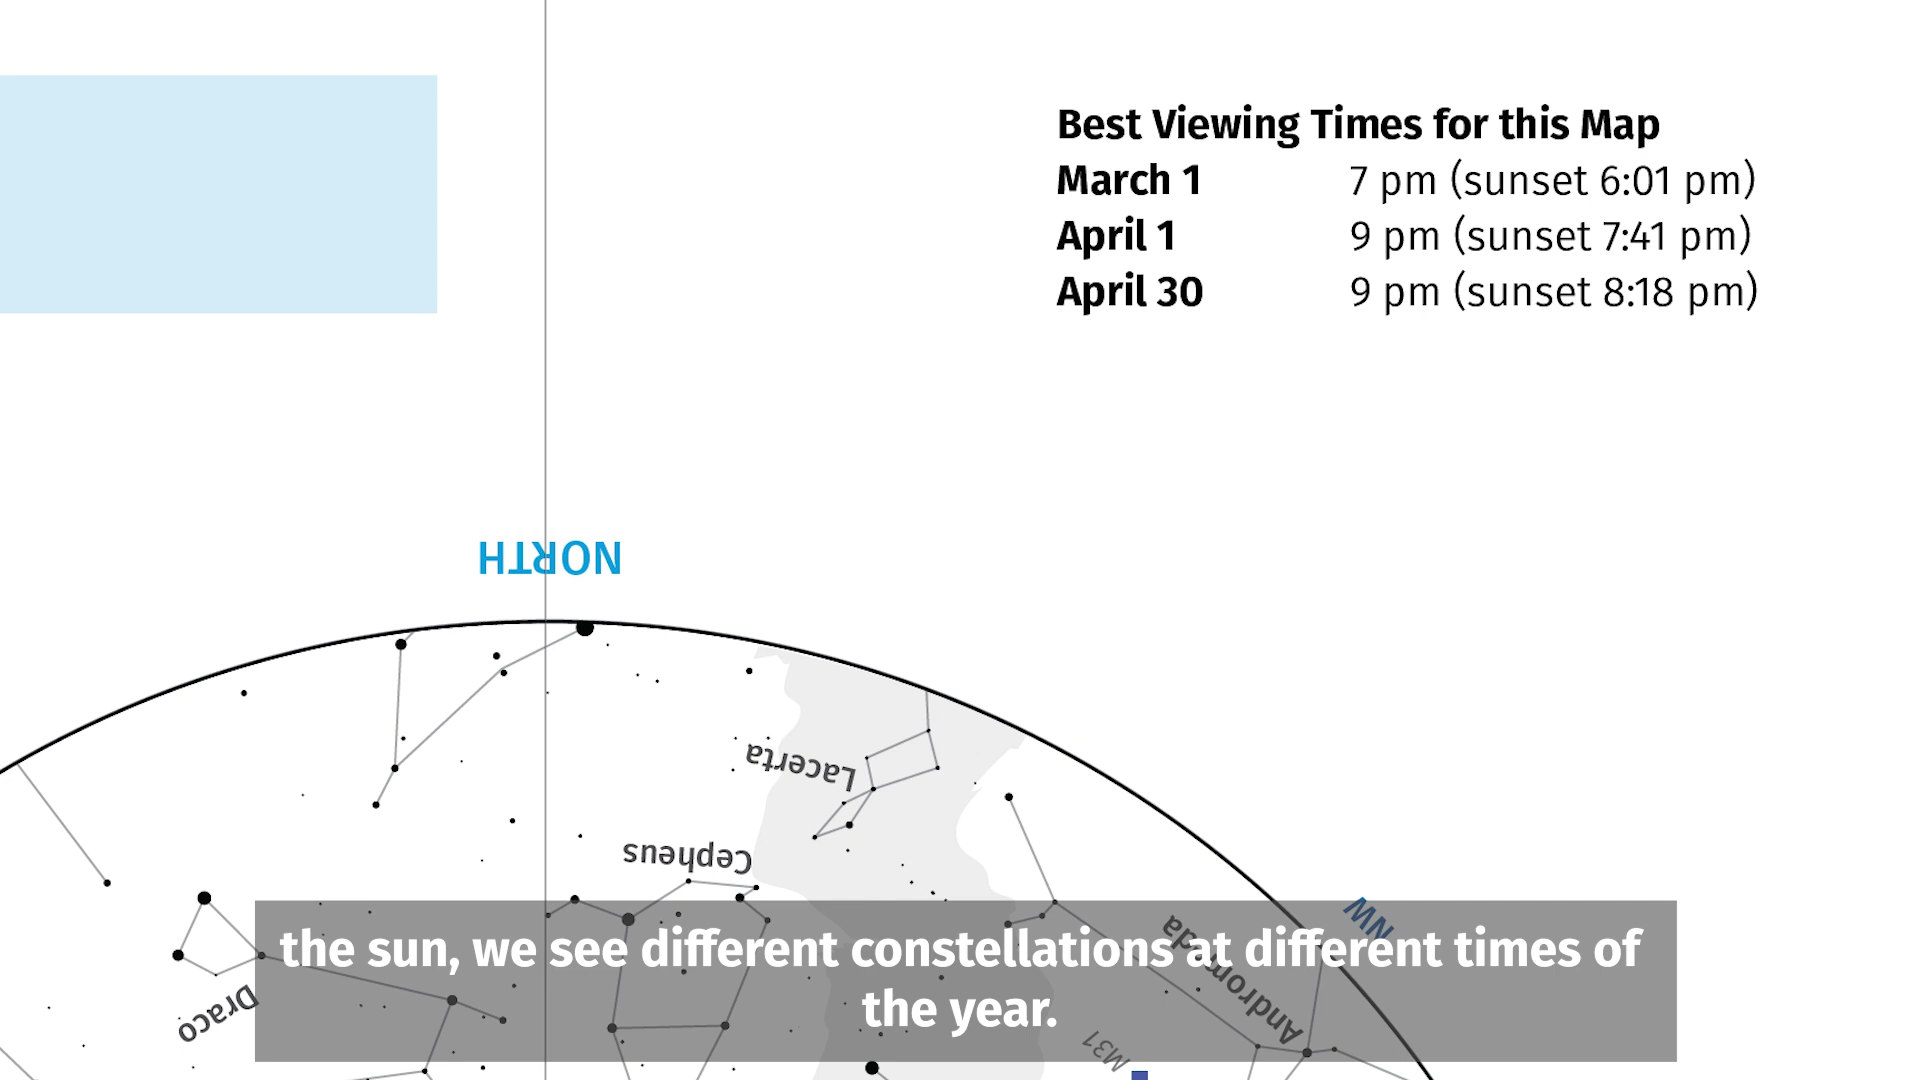 Best Viewing Times for this Map
March 1 7 pm (sunset 6:01 pm)
April 1 9 pm (sunset 7:41 pm)
April 30 9 pm (sunset 8:18 pm)
NORTH
Lacerta
Cepheus
NW
Andromeda
Draco
M31
the sun, we see different constellations at different times of
the year.